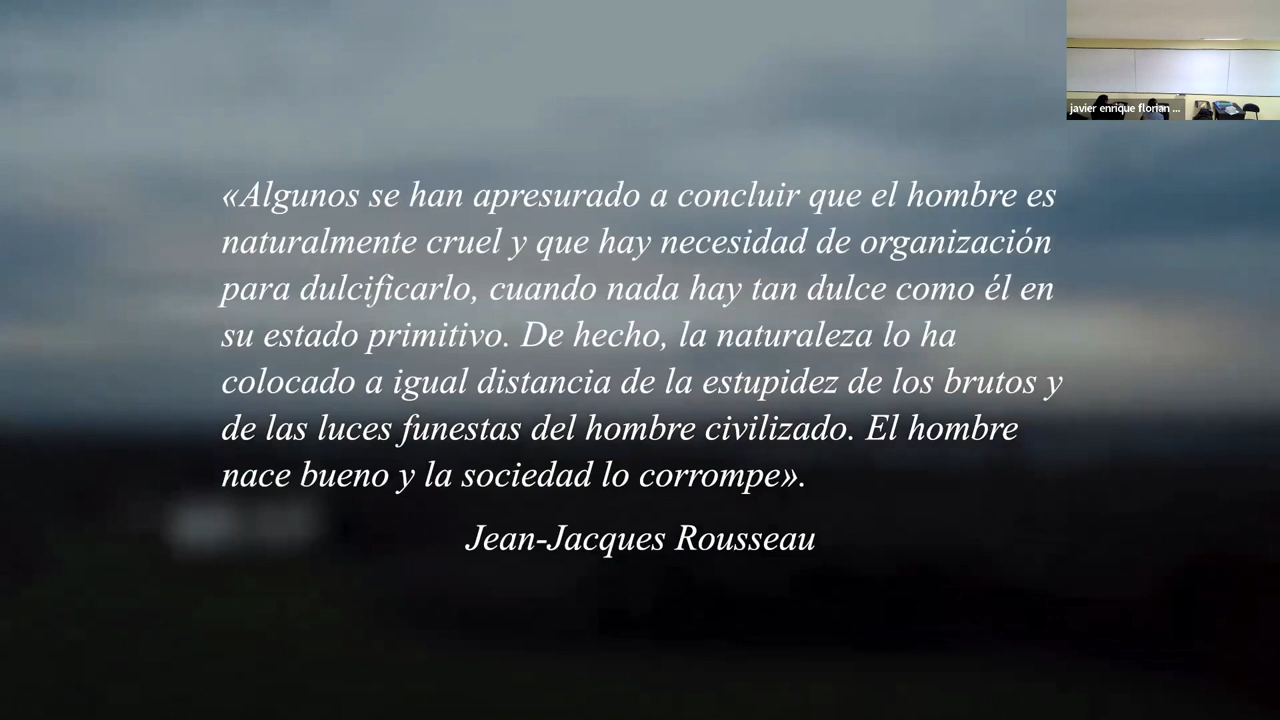 javier enrique florian ...
«Algunos se han apresurado a concluir que el hombre es
naturalmente cruel y que hay necesidad de organización
para dulcificarlo, cuando nada hay tan dulce como él en
su estado primitivo. De hecho, la naturaleza lo ha
colocado a igual distancia de la estupidez de los brutos y
de las luces funestas del hombre civilizado. El hombre
nace bueno y la sociedad lo corrompe».
Jean-Jacques Rousseau